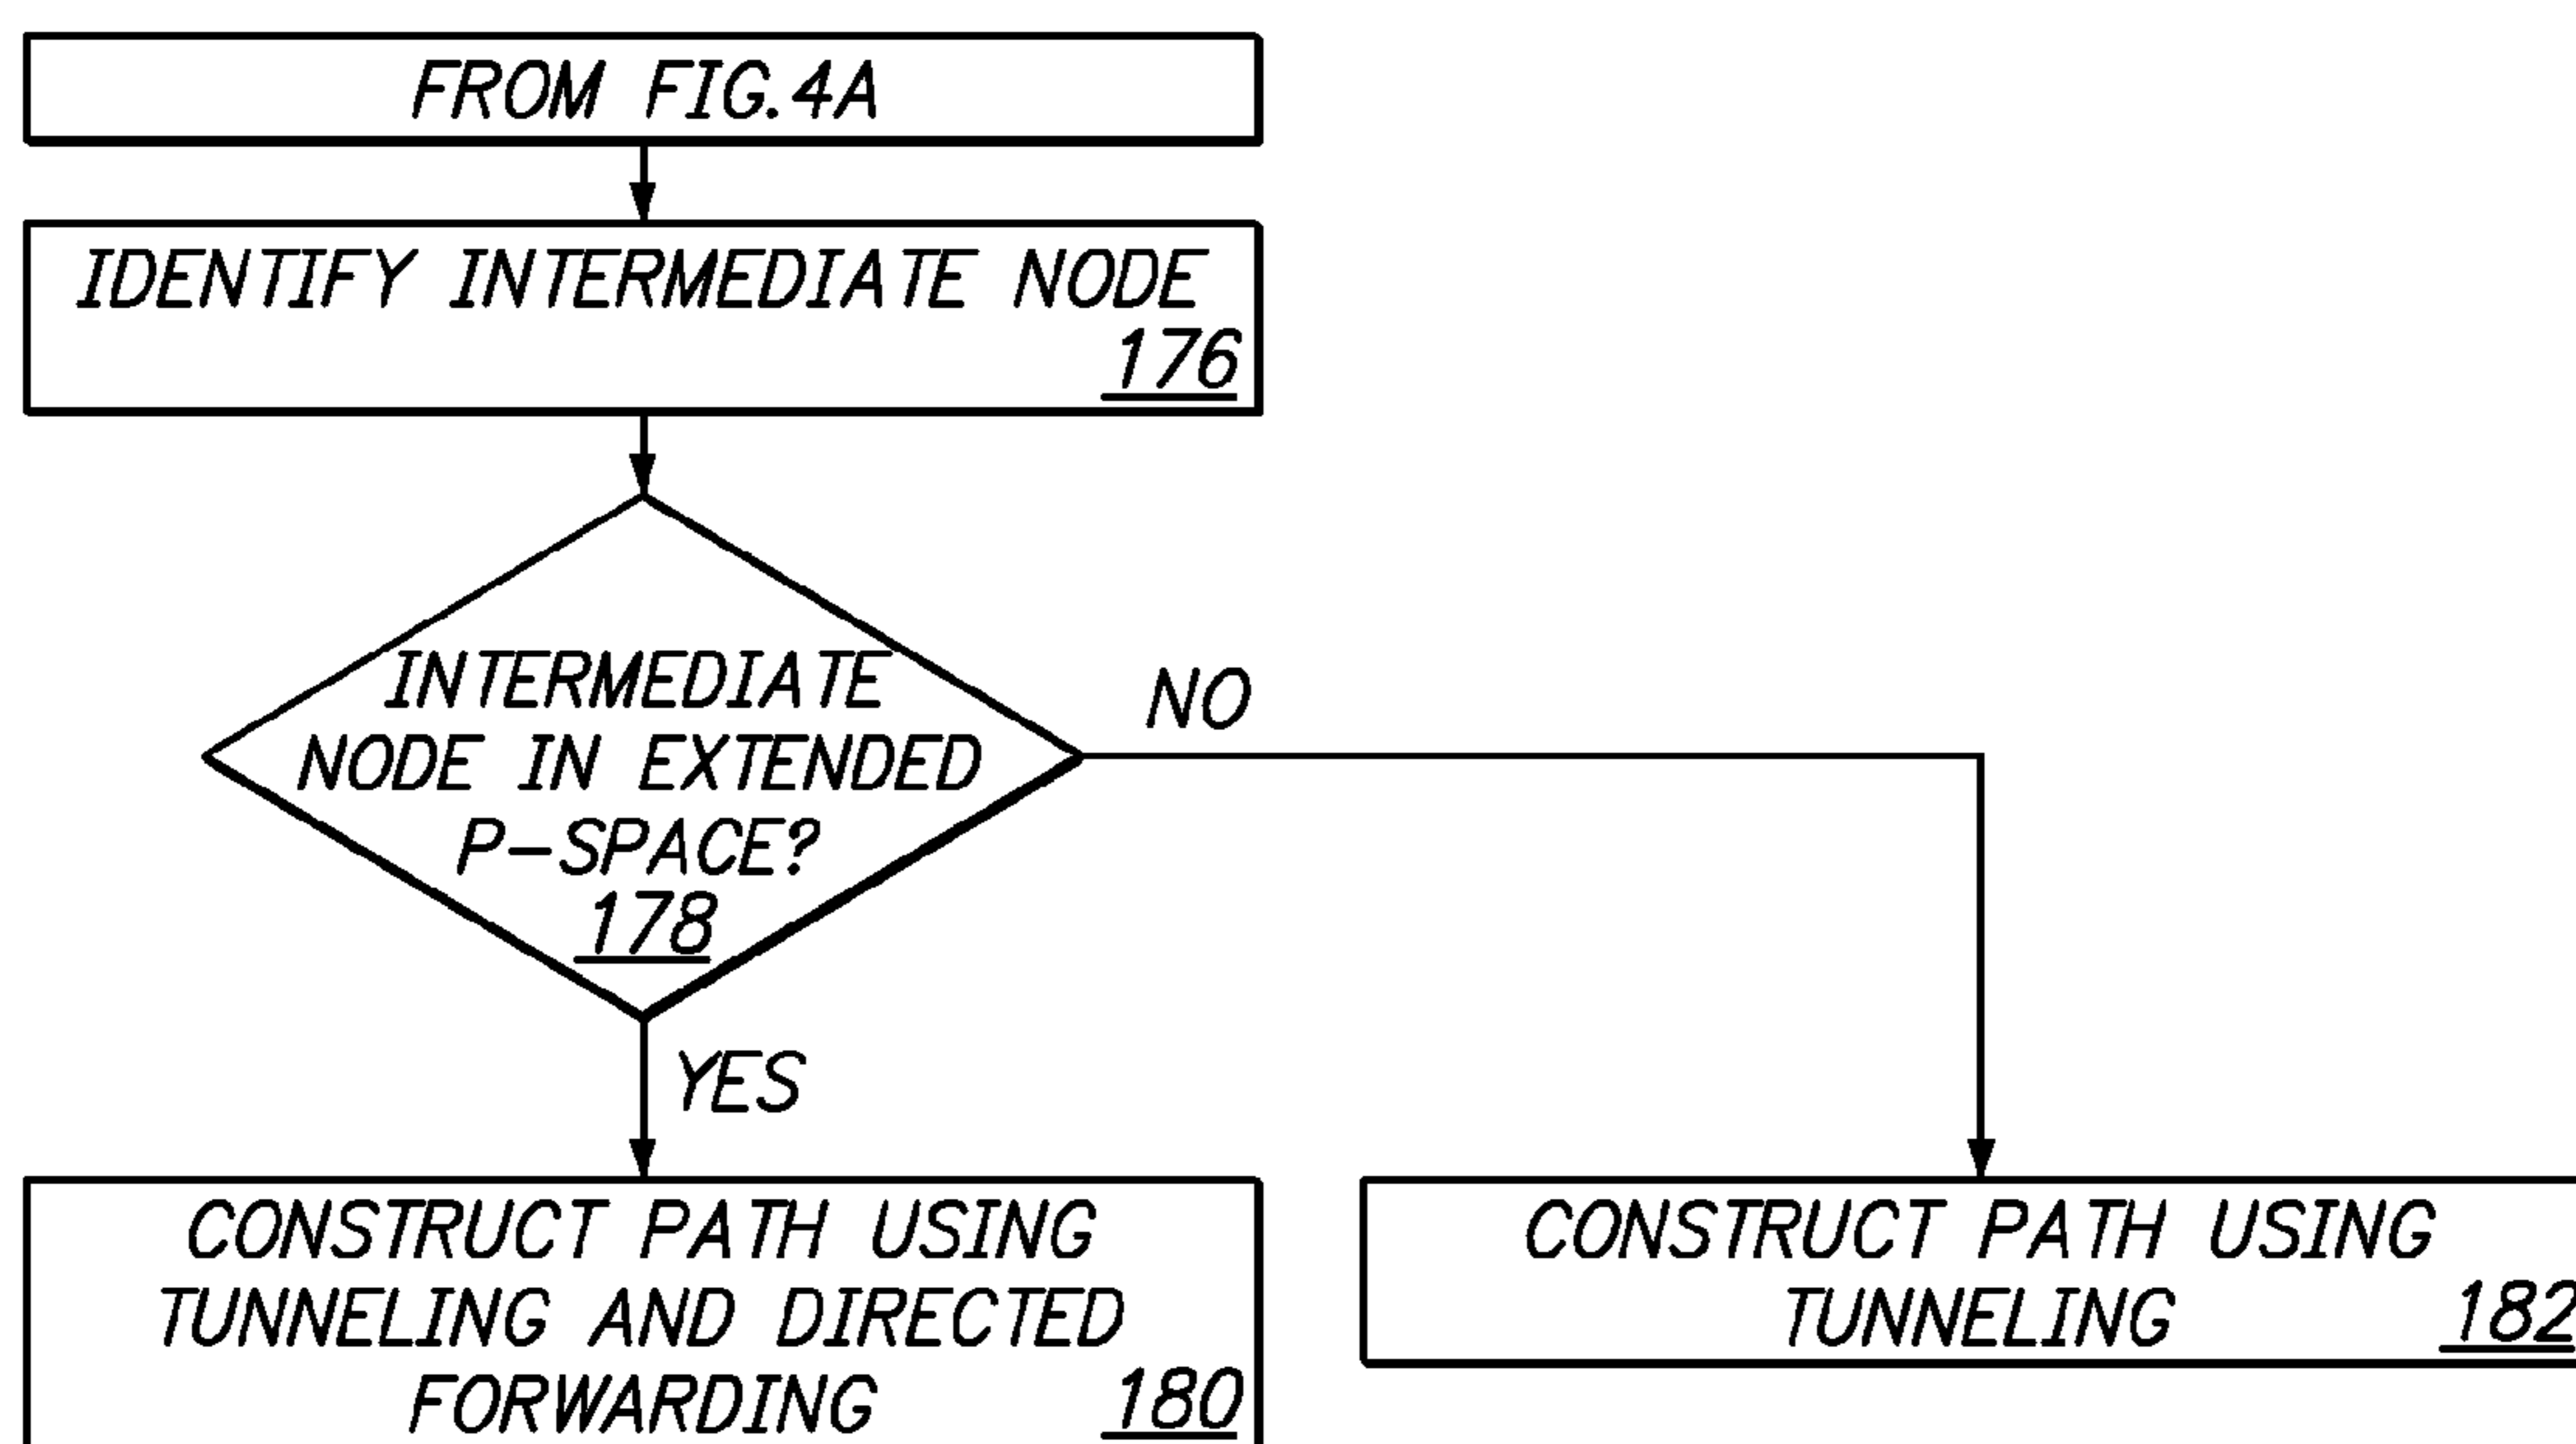 FROM FIG.4A
IDENTIFY INTERMEDIATE NODE
176
INTERMEDIATE
NODE IN EXTENDED
P-SPACE?
178
NO
YES
CONSTRUCT PATH USING
TUNNELING AND DIRECTED
FORWARDING 180
CONSTRUCT PATH USING
TUNNELING 182